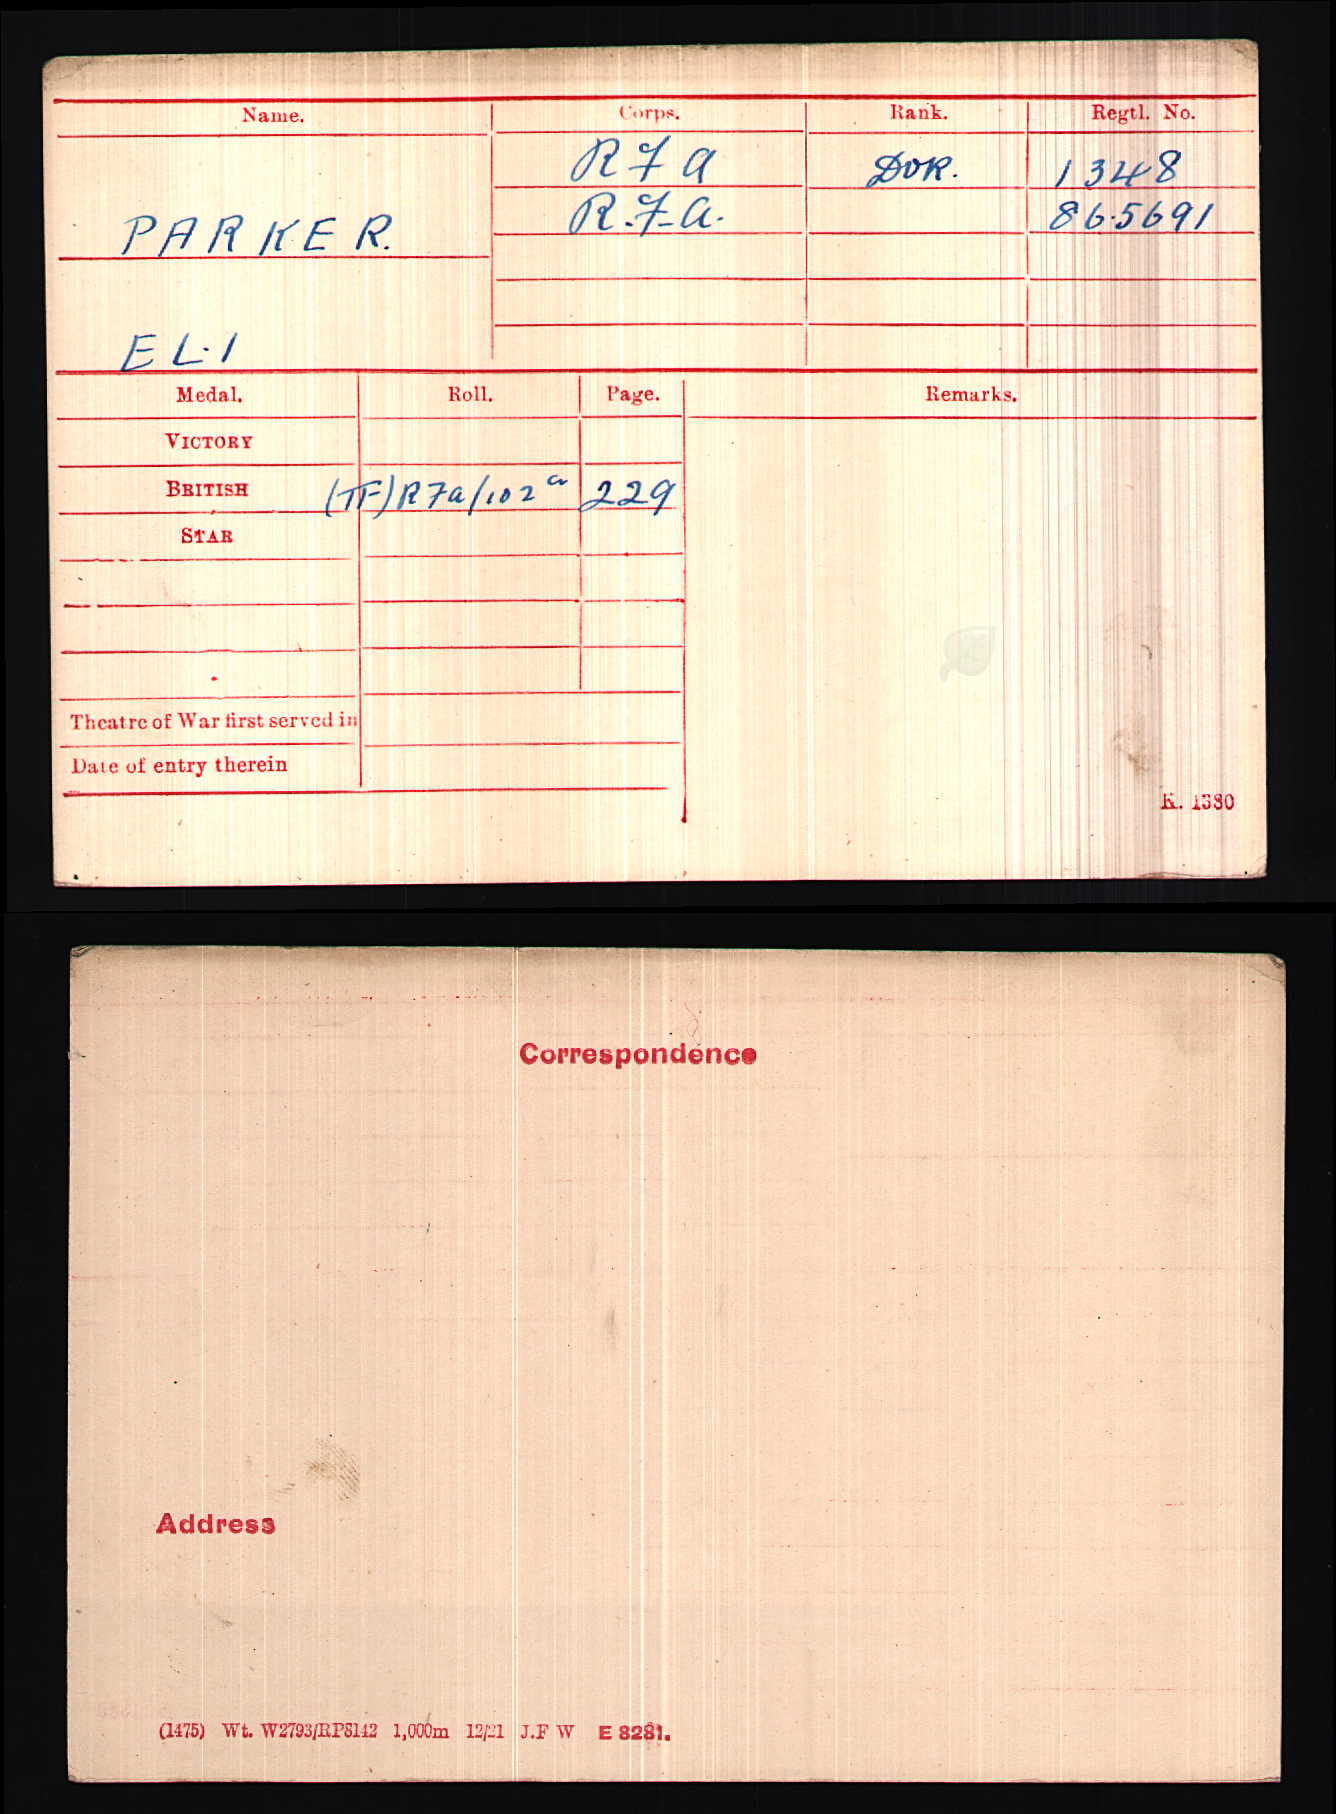 Name. Corps. Rank. Regtl. No.
R F A DVR. 1348
PARKER. R.F.A. 865691
ELI
Medal. Roll. Page. Remarks.
VICTORY
BRITISH (TF) R F a/102 a 229
STAR
Theatre of War first served in
Date of entry therein
K. 1380
Correspondence
Address
(1475) Wt. W2793/RP8142 1,000m 12/21 J.F W E 8281.